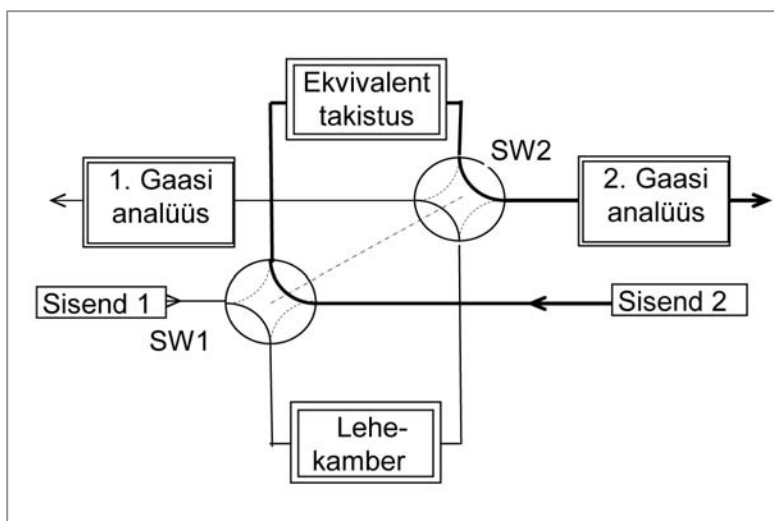 Ekvivalent
takistus
SW2
1. Gaasi
analüüs
2. Gaasi
analüüs
Sisend 1
Sisend 2
SW1
Lehe-
kamber